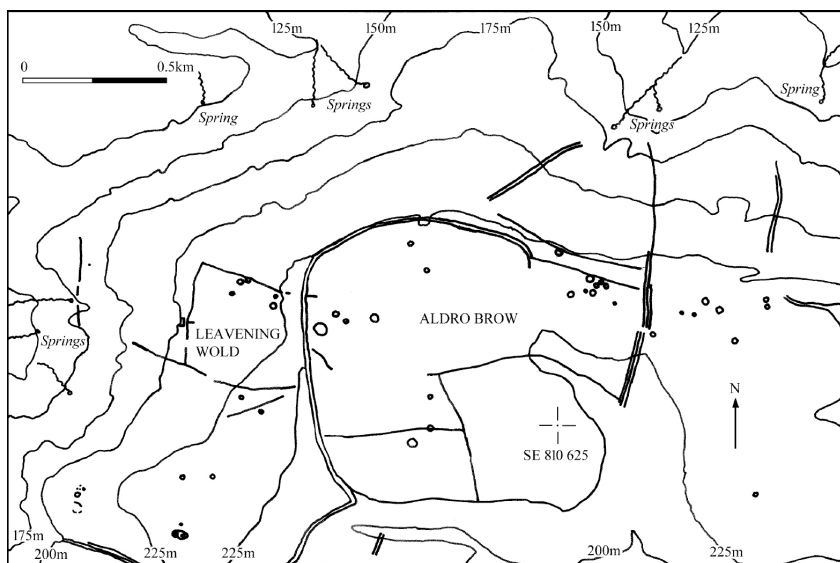 125m
150m
175m
150m
125m
0
0.5km
Spring
Springs
Springs
Spring
Springs
LEAVENING
WOLD
ALDRO BROW
N
SE 810 625
175m
200m
225m
225m
200m
225m